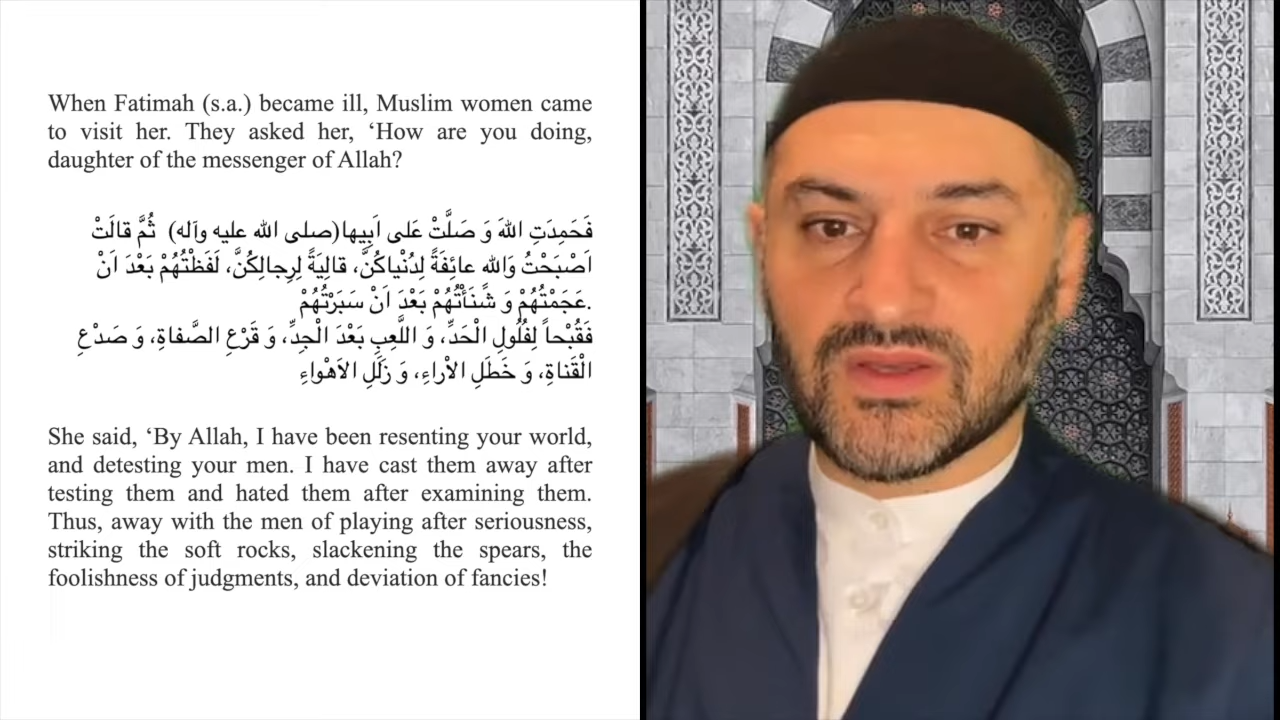 When Fatimah (s.a.) became ill, Muslim women came
to visit her. They asked her, ‘How are you doing,
daughter of the messenger of Allah?
فَحَمِدَتِ اللهَ وَ صَلَّتْ عَلى اَبِيها(صلى الله عليه وآله) ثُمَّ قالَتْ
اَصْبَحْتُ وَاللهِ عائِفَةً لِدُنْياكُنَّ، قالِيَةً لِرِجالِكُنَّ، لَفَظْتُهُمْ بَعْدَ اَنْ
عَجَمْتُهُمْ وَ شَنَأْتُهُمْ بَعْدَ اَنْ سَبَرْتُهُمْ.
فَقُبْحاً لِفُلُولِ الْحَدِّ، وَ اللَّعِبِ بَعْدَ الْجِدِّ، وَ قَرْعِ الصَّفاةِ، وَ صَدْعِ
الْقَناةِ، وَ خَطَلِ الْاراءِ، وَ زَلَلِ الاَهْواءِ
She said, ‘By Allah, I have been resenting your world,
and detesting your men. I have cast them away after
testing them and hated them after examining them.
Thus, away with the men of playing after seriousness,
striking the soft rocks, slackening the spears, the
foolishness of judgments, and deviation of fancies!